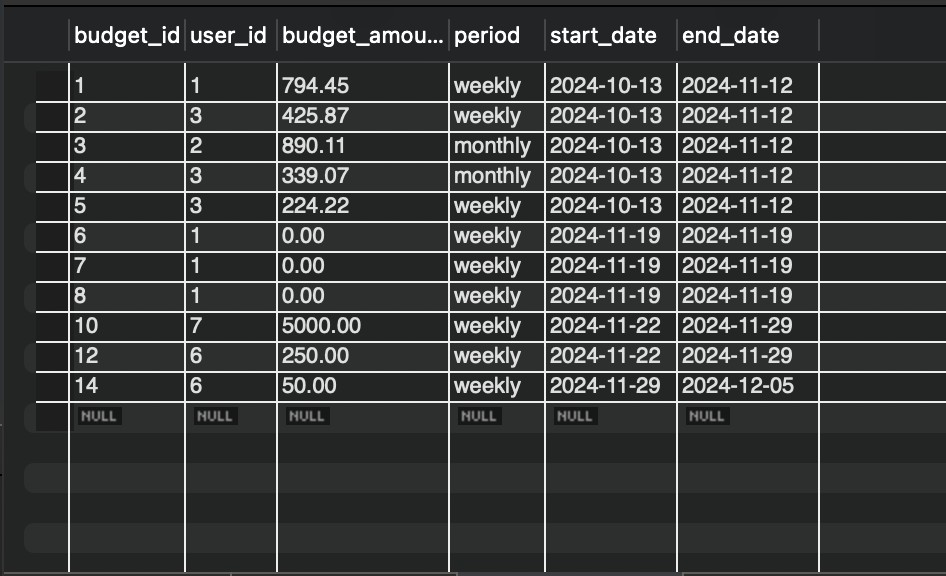 budget_id user_id budget_amou... period start_date end_date
1 1 794.45 weekly 2024-10-13 2024-11-12
2 3 425.87 weekly 2024-10-13 2024-11-12
3 2 890.11 monthly 2024-10-13 2024-11-12
4 3 339.07 monthly 2024-10-13 2024-11-12
5 3 224.22 weekly 2024-10-13 2024-11-12
6 1 0.00 weekly 2024-11-19 2024-11-19
7 1 0.00 weekly 2024-11-19 2024-11-19
8 1 0.00 weekly 2024-11-19 2024-11-19
10 7 5000.00 weekly 2024-11-22 2024-11-29
12 6 250.00 weekly 2024-11-22 2024-11-29
14 6 50.00 weekly 2024-11-29 2024-12-05
NULL NULL NULL NULL NULL NULL